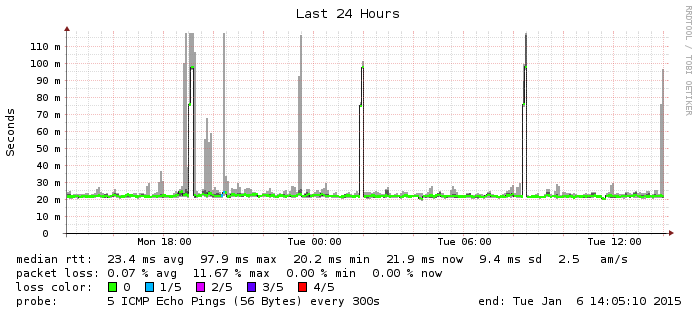 Last 24 Hours
RRDTOOL / TOBI OETIKER
Seconds
110 m
100 m
90 m
80 m
70 m
60 m
50 m
40 m
30 m
20 m
10 m
0
Mon 18:00 Tue 00:00 Tue 06:00 Tue 12:00
median rtt: 23.4 ms avg 97.9 ms max 20.2 ms min 21.9 ms now 9.4 ms sd 2.5 am/s
packet loss: 0.07 % avg 11.67 % max 0.00 % min 0.00 % now
loss color: 0 1/5 2/5 3/5 4/5
probe: 5 ICMP Echo Pings (56 Bytes) every 300s end: Tue Jan 6 14:05:10 2015